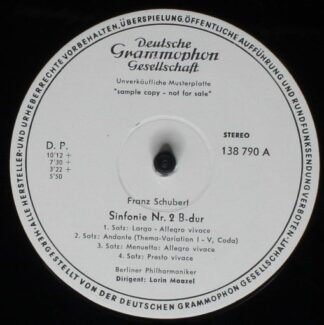 ALLE HERSTELLER- UND URHEBERRECHTE VORBEHALTEN, ÜBERSPIELUNG, ÖFFENTLICHE AUFFÜHRUNG UND RUNDFUNKSENDUNG VERBOTEN
HERGESTELLT VON DER DEUTSCHEN GRAMMOPHON GESELLSCHAFT
Deutsche
Grammophon
Gesellschaft
Unverkäufliche Musterplatte
"sample copy - not for sale"
D. P.
10'12 +
7'30 +
3'22 +
5'50
STEREO
138 790 A
Franz Schubert
Sinfonie Nr. 2 B-dur
1. Satz: Largo - Allegro vivace
2. Satz: Andante (Thema-Variation I - V, Coda)
3. Satz: Menuetto: Allegro vivace
4. Satz: Presto vivace
Berliner Philharmoniker
Dirigent: Lorin Maazel